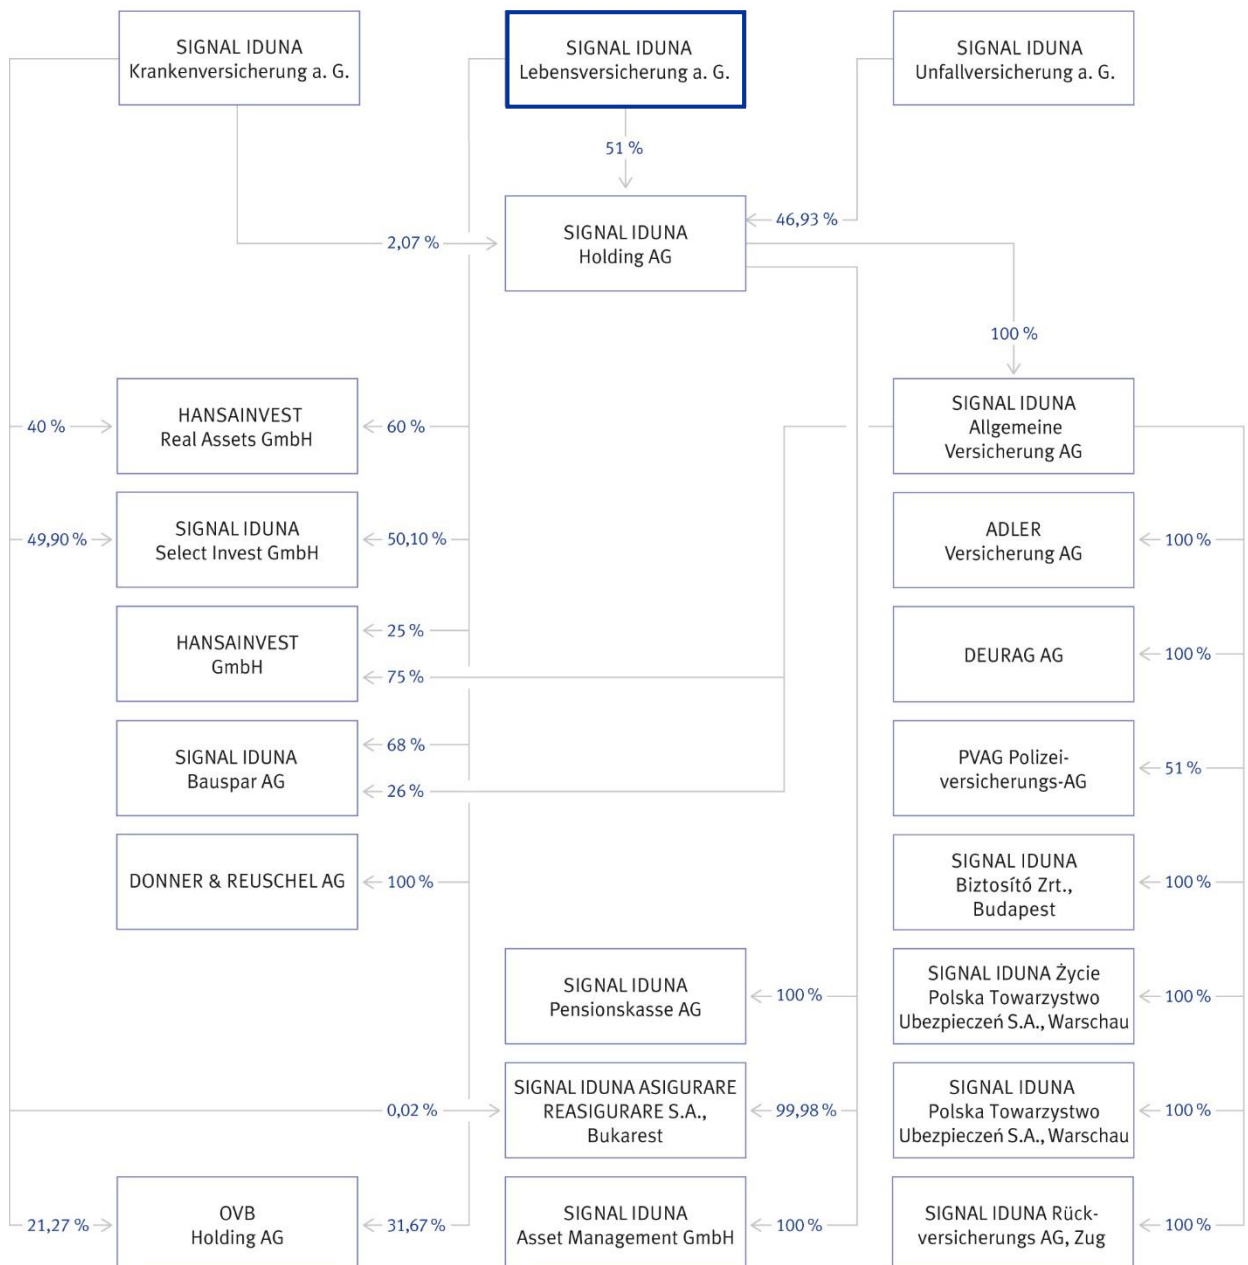 SIGNAL IDUNA
Krankenversicherung a. G.
SIGNAL IDUNA
Lebensversicherung a. G.
SIGNAL IDUNA
Unfallversicherung a. G.
51 %
46,93 %
2,07 %
SIGNAL IDUNA
Holding AG
100 %
40 %
HANSAINVEST
Real Assets GmbH
60 %
SIGNAL IDUNA
Allgemeine
Versicherung AG
49,90 %
SIGNAL IDUNA
Select Invest GmbH
50,10 %
ADLER
Versicherung AG
100 %
HANSAINVEST
GmbH
25 %
75 %
DEURAG AG
100 %
SIGNAL IDUNA
Bauspar AG
68 %
26 %
PVAG Polizei-
versicherungs-AG
51 %
DONNER & REUSCHEL AG
100 %
SIGNAL IDUNA
Biztosító Zrt.,
Budapest
100 %
SIGNAL IDUNA
Pensionskasse AG
100 %
SIGNAL IDUNA Życie
Polska Towarzystwo
Ubezpieczeń S.A., Warschau
100 %
0,02 %
SIGNAL IDUNA ASIGURARE
REASIGURARE S.A.,
Bukarest
99,98 %
SIGNAL IDUNA
Polska Towarzystwo
Ubezpieczeń S.A., Warschau
100 %
21,27 %
OVB
Holding AG
31,67 %
SIGNAL IDUNA
Asset Management GmbH
100 %
SIGNAL IDUNA Rück-
versicherungs AG, Zug
100 %